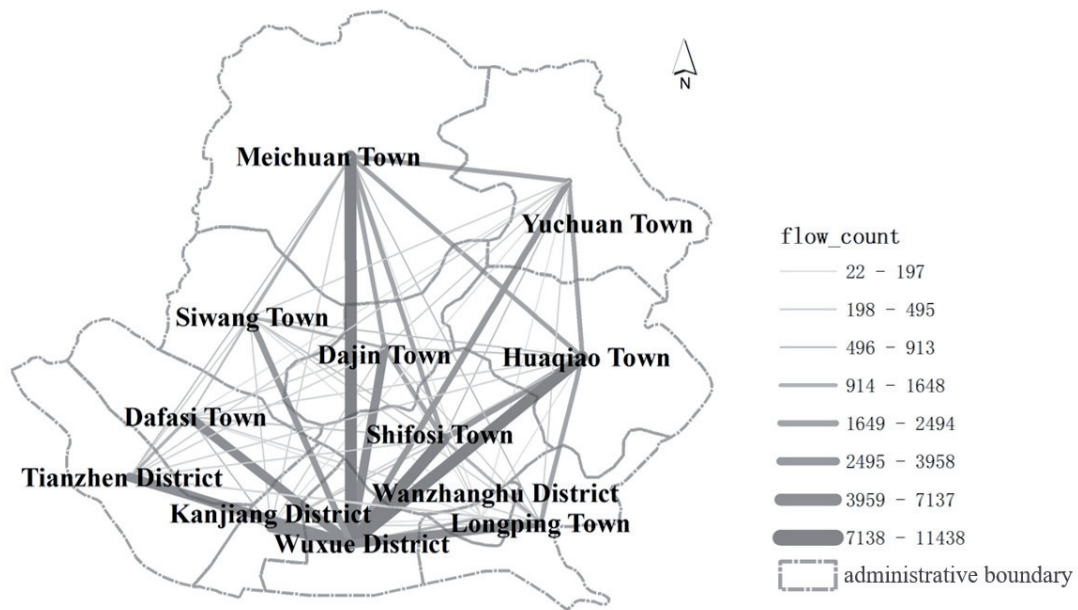 N
Meichuan Town
Yuchuan Town
Siwang Town
Dajin Town
Huaqiao Town
Dafasi Town
Shifosi Town
Tianzhen District
Wanzhanghu District
Kanjiang District
Longping Town
Wuxue District
flow_count
22 - 197
198 - 495
496 - 913
914 - 1648
1649 - 2494
2495 - 3958
3959 - 7137
7138 - 11438
administrative boundary